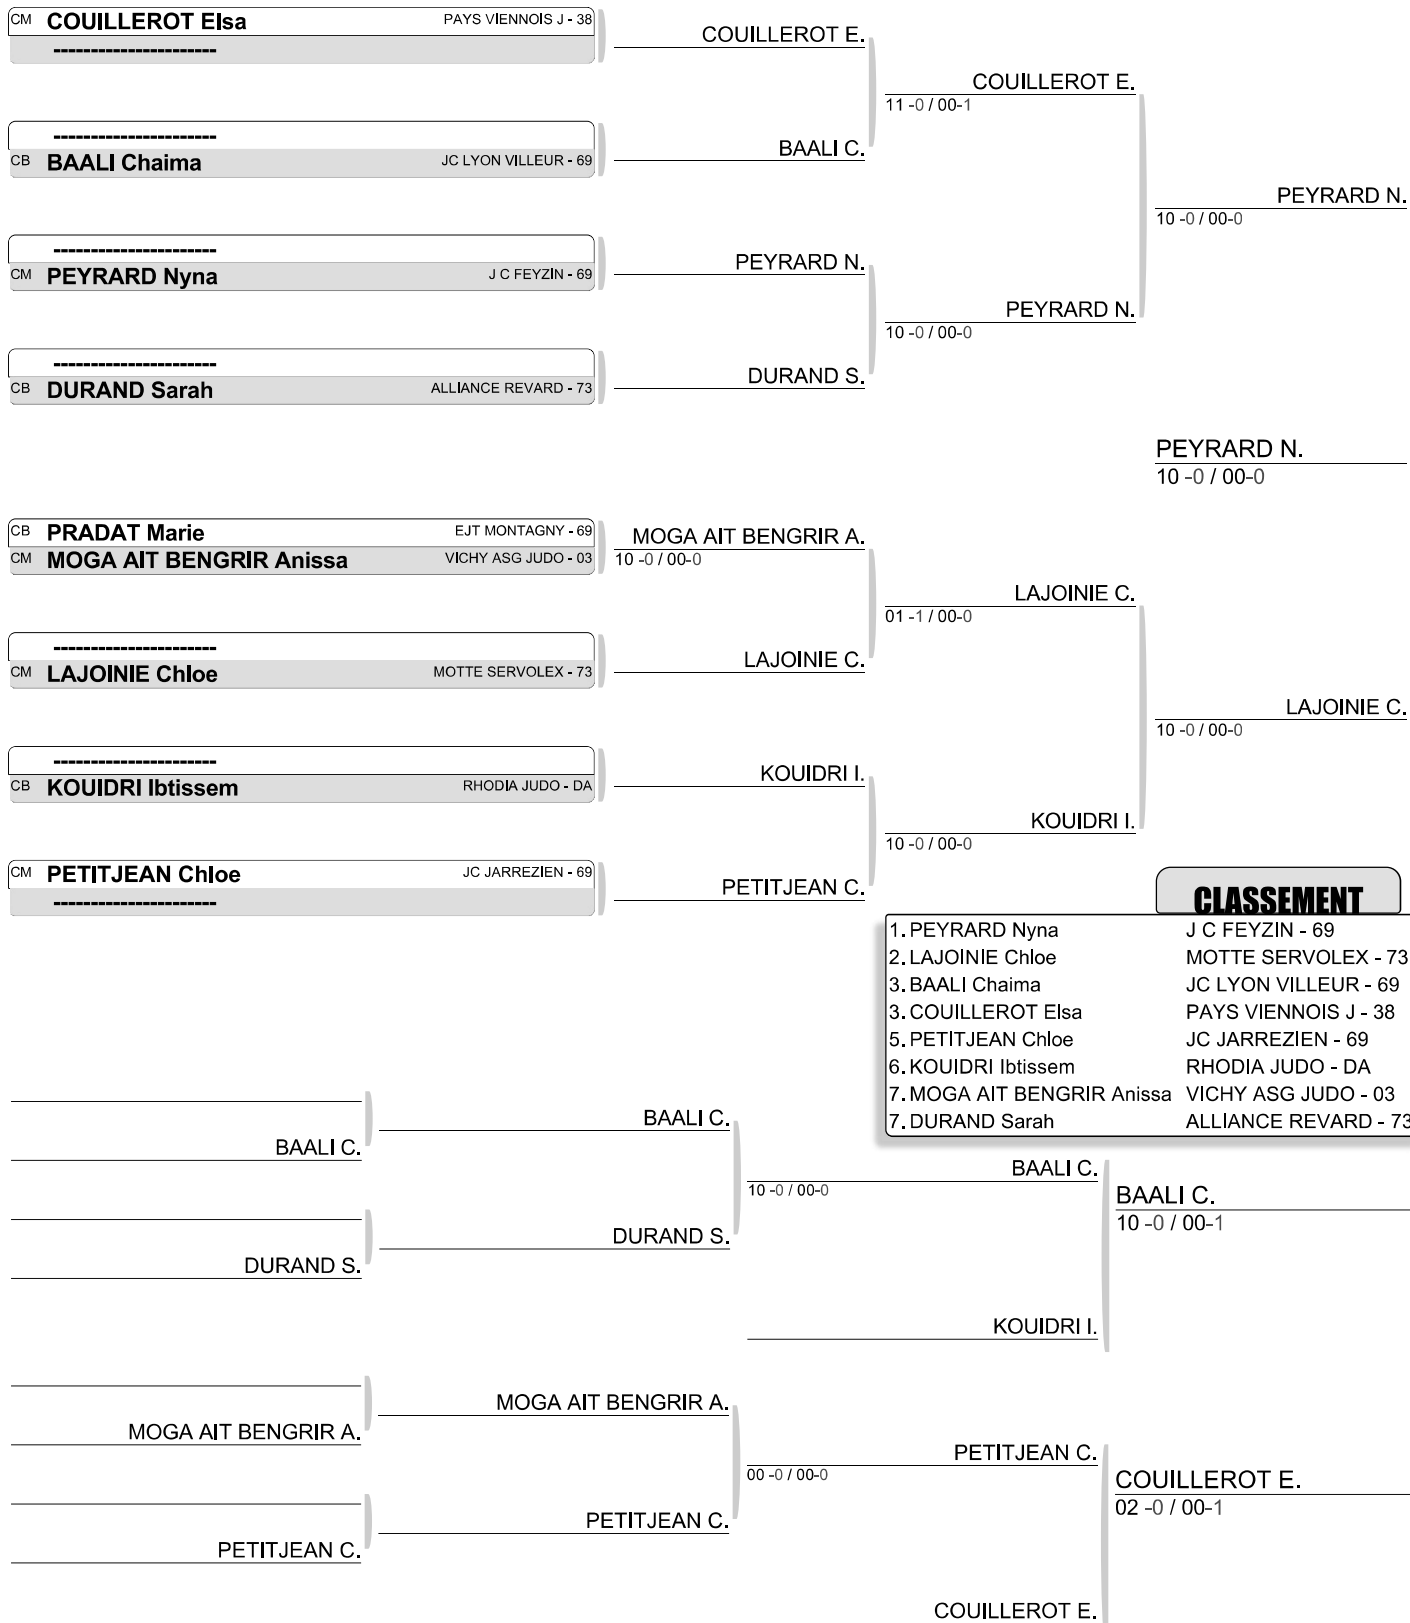 CM COUILLEROT Elsa PAYS VIENNOIS J - 38
----------------------
COUILLEROT E.
COUILLEROT E.
11 -0 / 00-1
----------------------
CB BAALI Chaima JC LYON VILLEUR - 69
BAALI C.
PEYRARD N.
10 -0 / 00-0
----------------------
CM PEYRARD Nyna J C FEYZIN - 69
PEYRARD N.
PEYRARD N.
10 -0 / 00-0
----------------------
CB DURAND Sarah ALLIANCE REVARD - 73
DURAND S.
PEYRARD N.
10 -0 / 00-0
CB PRADAT Marie EJT MONTAGNY - 69
CM MOGA AIT BENGRIR Anissa VICHY ASG JUDO - 03
MOGA AIT BENGRIR A.
10 -0 / 00-0
LAJOINIE C.
01 -1 / 00-0
----------------------
CM LAJOINIE Chloe MOTTE SERVOLEX - 73
LAJOINIE C.
LAJOINIE C.
10 -0 / 00-0
----------------------
CB KOUIDRI Ibtissem RHODIA JUDO - DA
KOUIDRI I.
KOUIDRI I.
10 -0 / 00-0
CM PETITJEAN Chloe JC JARREZIEN - 69
----------------------
PETITJEAN C.
CLASSEMENT
1. PEYRARD Nyna J C FEYZIN - 69
2. LAJOINIE Chloe MOTTE SERVOLEX - 73
3. BAALI Chaima JC LYON VILLEUR - 69
3. COUILLEROT Elsa PAYS VIENNOIS J - 38
5. PETITJEAN Chloe JC JARREZIEN - 69
6. KOUIDRI Ibtissem RHODIA JUDO - DA
7. MOGA AIT BENGRIR Anissa VICHY ASG JUDO - 03
7. DURAND Sarah ALLIANCE REVARD - 73
BAALI C.
BAALI C.
BAALI C.
10 -0 / 00-0
BAALI C.
10 -0 / 00-1
DURAND S.
DURAND S.
KOUIDRI I.
MOGA AIT BENGRIR A.
MOGA AIT BENGRIR A.
PETITJEAN C.
00 -0 / 00-0
COUILLEROT E.
02 -0 / 00-1
PETITJEAN C.
PETITJEAN C.
COUILLEROT E.